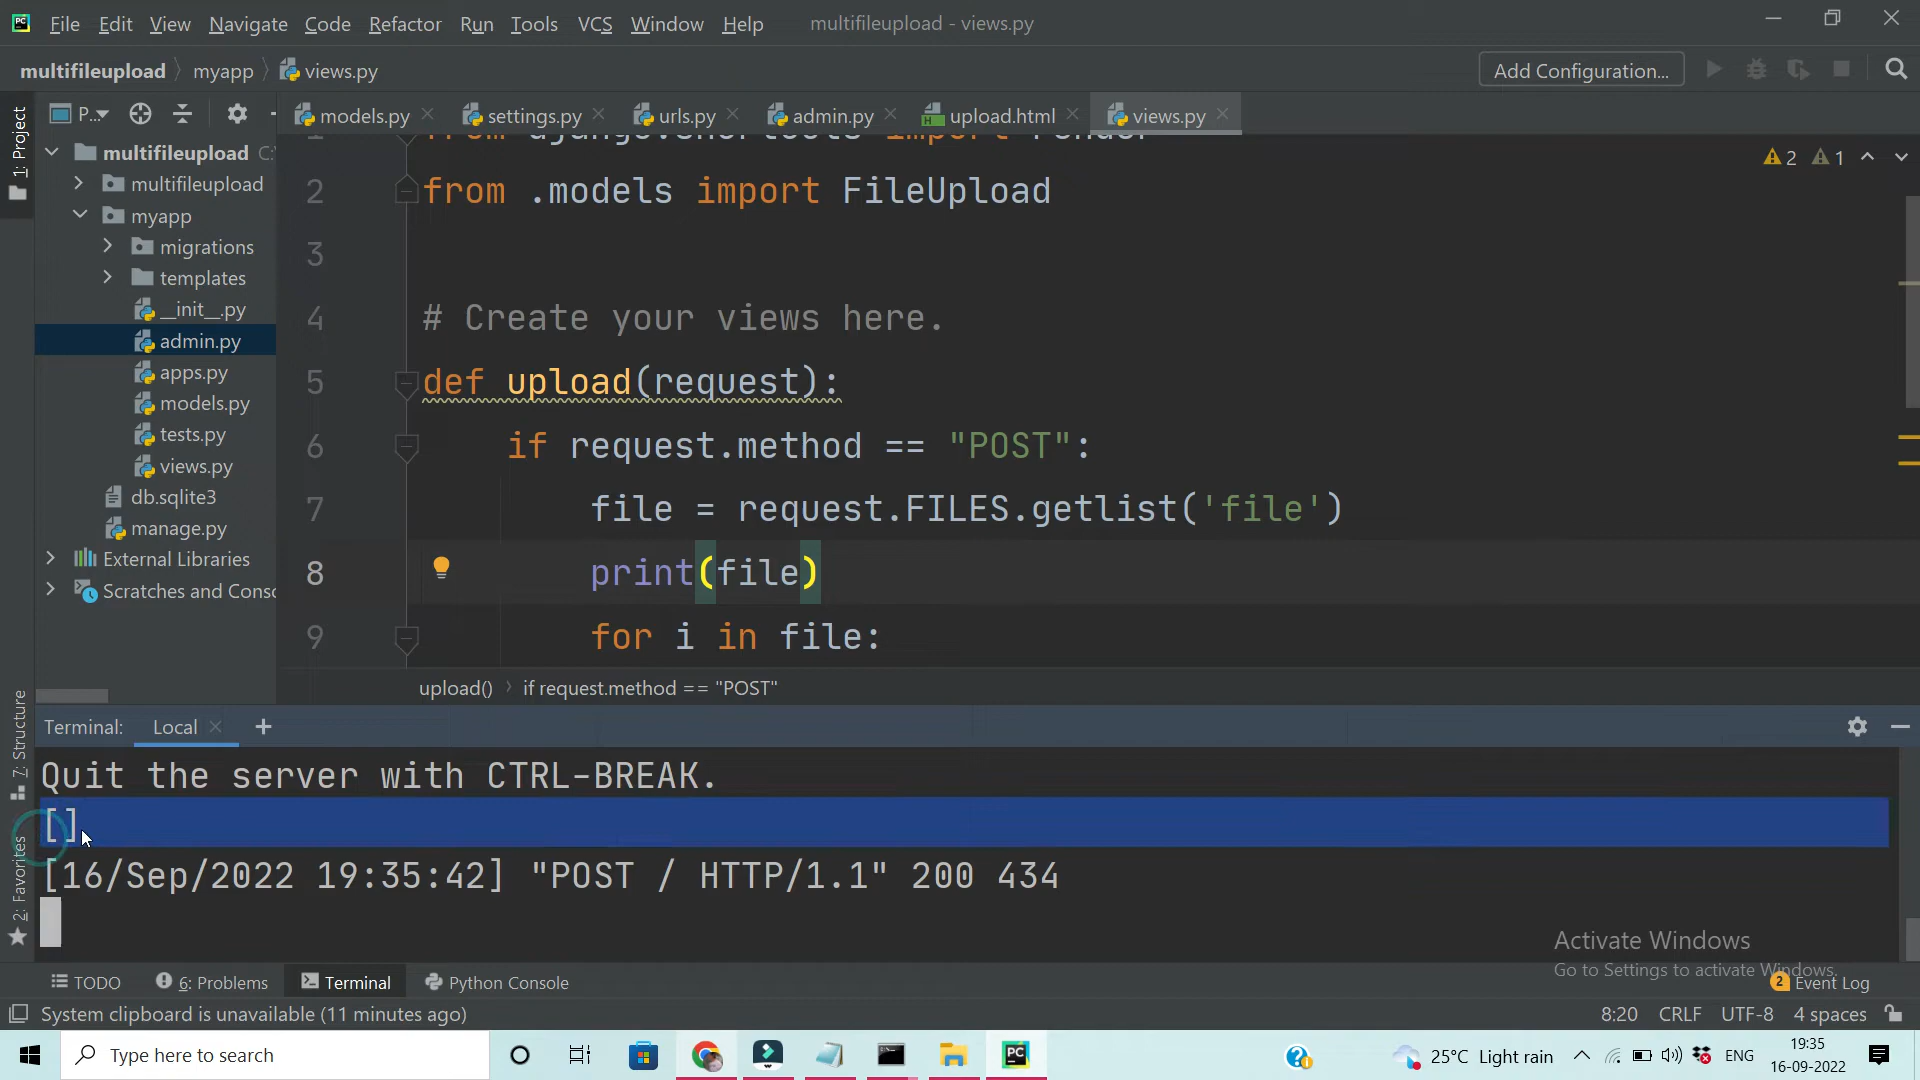 File Edit View Navigate Code Refactor Run Tools VCS Window Help multifileupload - views.py
multifileupload myapp views.py Add Configuration...
1: Project
P... models.py settings.py urls.py admin.py upload.html views.py
multifileupload C:\
multifileupload
myapp
migrations
templates
__init__.py
admin.py
apps.py
models.py
tests.py
views.py
db.sqlite3
manage.py
External Libraries
Scratches and Consc
2 1
1 from django.shortcuts import render
2 from .models import FileUpload
3
4 # Create your views here.
5 def upload(request):
6 if request.method == "POST":
7 file = request.FILES.getlist('file')
8 print(file)
9 for i in file:
upload() if request.method == "POST"
7: Structure
2: Favorites
Terminal: Local +
Quit the server with CTRL-BREAK.
[]
[16/Sep/2022 19:35:42] "POST / HTTP/1.1" 200 434
Activate Windows
Go to Settings to activate Windows.
TODO 6: Problems Terminal Python Console 2 Event Log
System clipboard is unavailable (11 minutes ago) 8:20 CRLF UTF-8 4 spaces
Type here to search 25°C Light rain ENG 19:35
16-09-2022